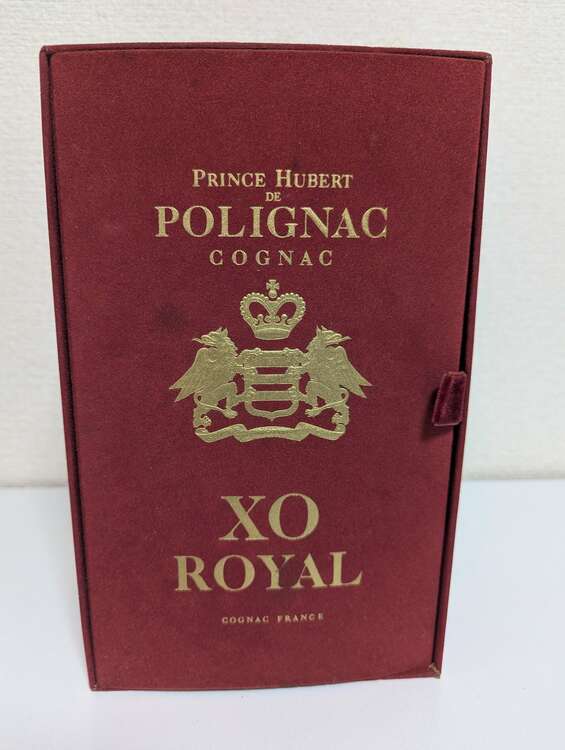 PRINCE HUBERT
DE
POLIGNAC
COGNAC
XO
ROYAL
COGNAC FRANCE